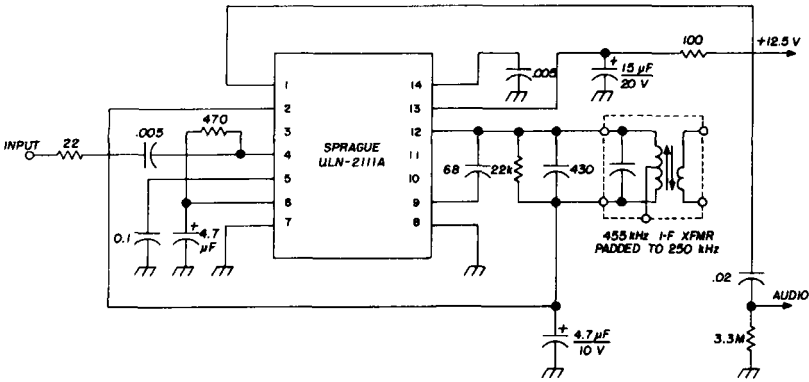 100
+12.5 V
1
14
.005
+
15 µF
20 V
2
13
470
3
12
INPUT
22
.005
SPRAGUE
ULN-2111A
4
11
68
22k
430
5
10
6
9
0.1
+
4.7
µF
7
8
455 kHz I-F XFMR
PADDED TO 250 kHz
.02
AUDIO
+
4.7 µF
10 V
3.3M